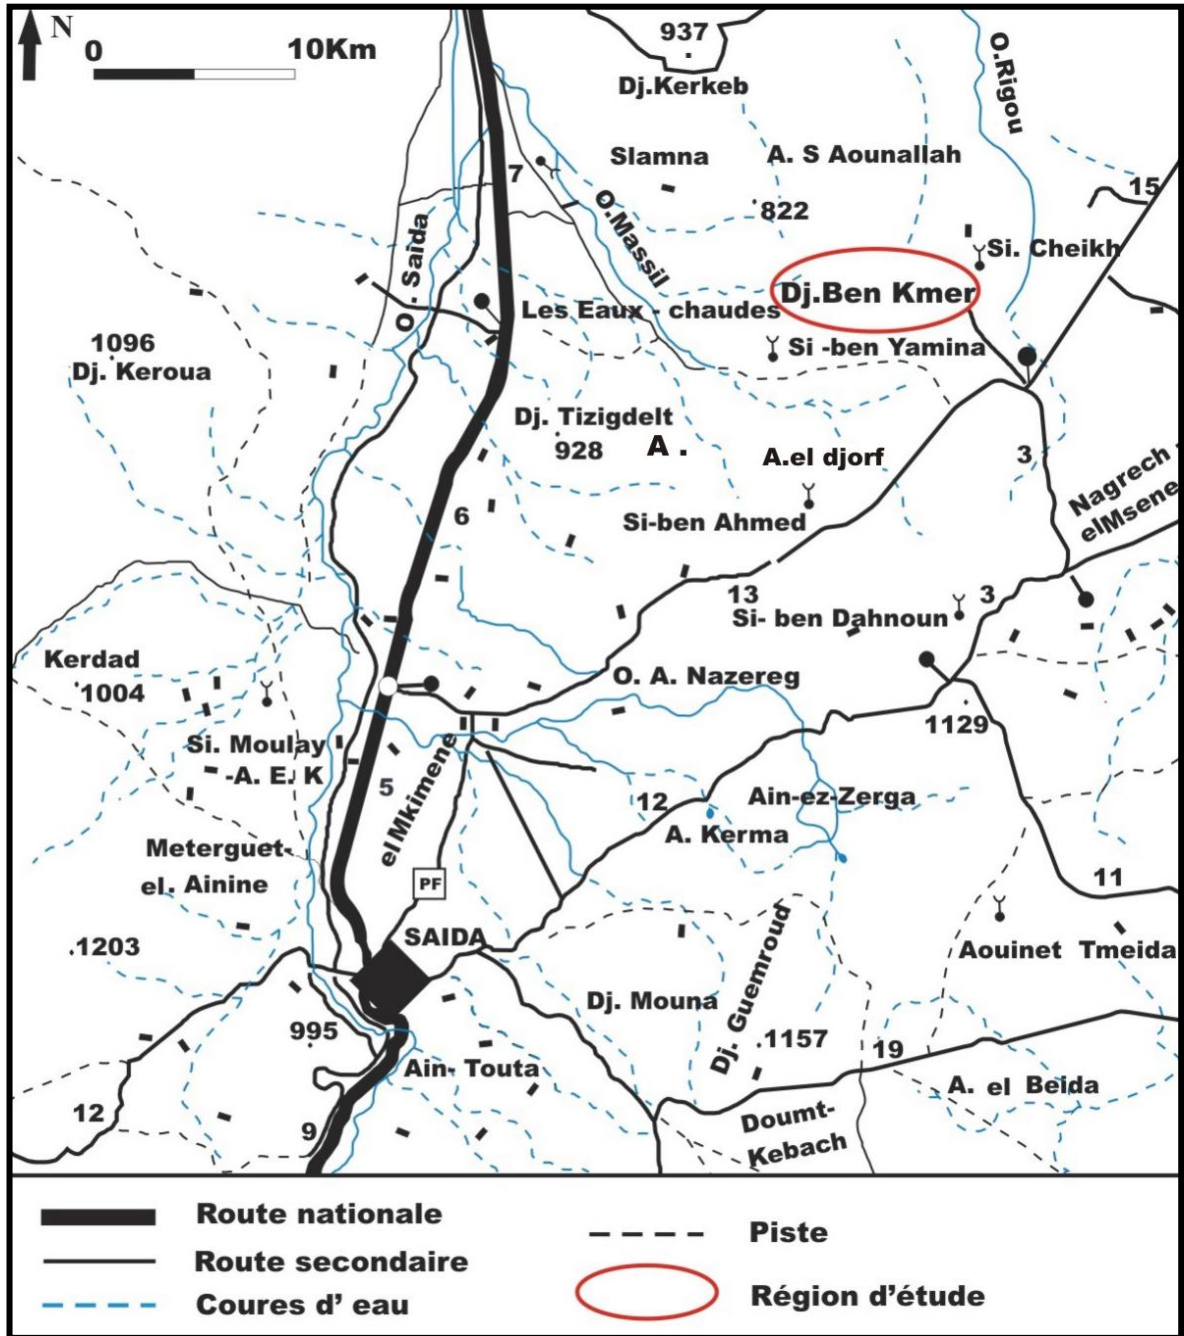 N
0 10Km
937
Dj.Kerkeb
O.Rigou
Slamna
A. S Aounallah
7
15
O.Massil
822
O. Saida
Si. Cheikh
Dj.Ben Kmer
Les Eaux - chaudes
1096
Dj. Keroua
Si -ben Yamina
Dj. Tizigdelt
928
A .
A.el djorf
3
Nagrech
elMsene
6
Si-ben Ahmed
13
3
Si- ben Dahnoun
Kerdad
1004
O. A. Nazereg
1129
Si. Moulay
-A. E. K
5
elMkimene
12
Ain-ez-Zerga
A. Kerma
Meterguet-
el. Ainine
PF
11
1203
SAIDA
Aouinet Tmeida
Dj. Mouna
Dj. Guemroud
995
1157
19
Ain- Touta
A. el Beida
12
9
Doumt-
Kebach
Route nationale
Route secondaire
Coures d' eau
Piste
Région d'étude